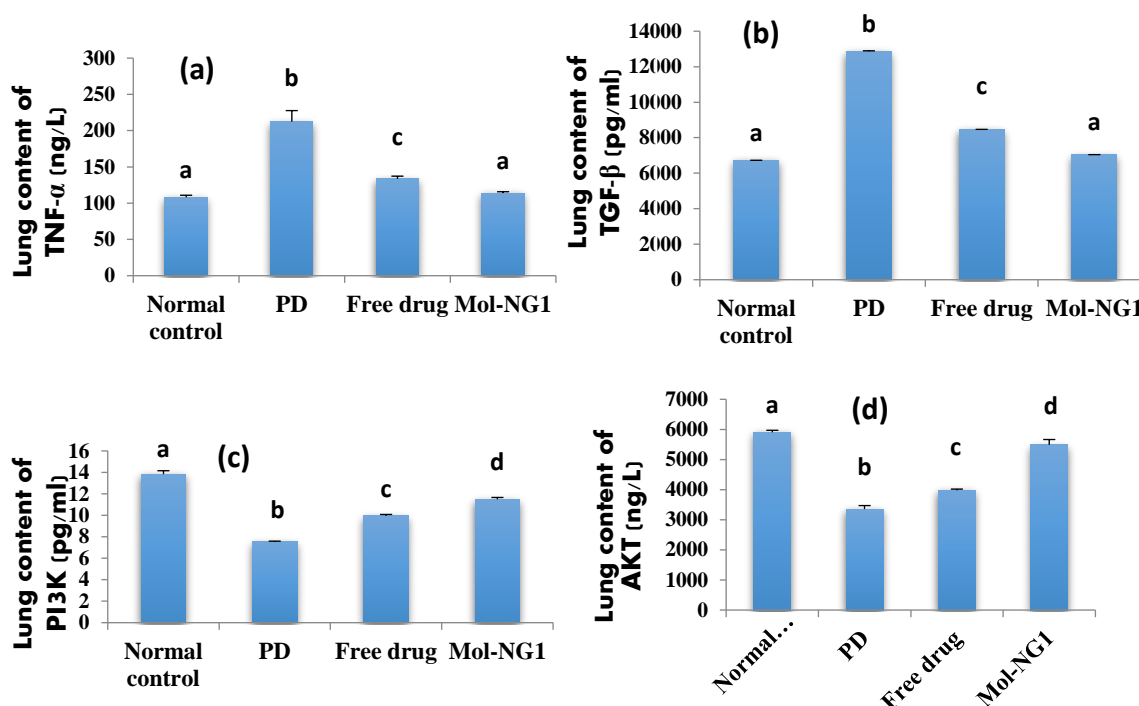 (a)
Lung content of
TNF-α (ng/L)
300
250
200
150
100
50
0
a
b
c
a
Normal
control
PD
Free drug
Mol-NG1
(b)
Lung content of
TGF-β (pg/ml)
14000
12000
10000
8000
6000
4000
2000
0
a
b
c
a
Normal
control
PD
Free drug
Mol-NG1
(c)
Lung content of
PI3K (pg/ml)
16
14
12
10
8
6
4
2
0
a
b
c
d
Normal
control
PD
Free drug
Mol-NG1
(d)
Lung content of
AKT (ng/L)
7000
6000
5000
4000
3000
2000
1000
0
a
b
c
d
Normal...
PD
Free drug
Mol-NG1